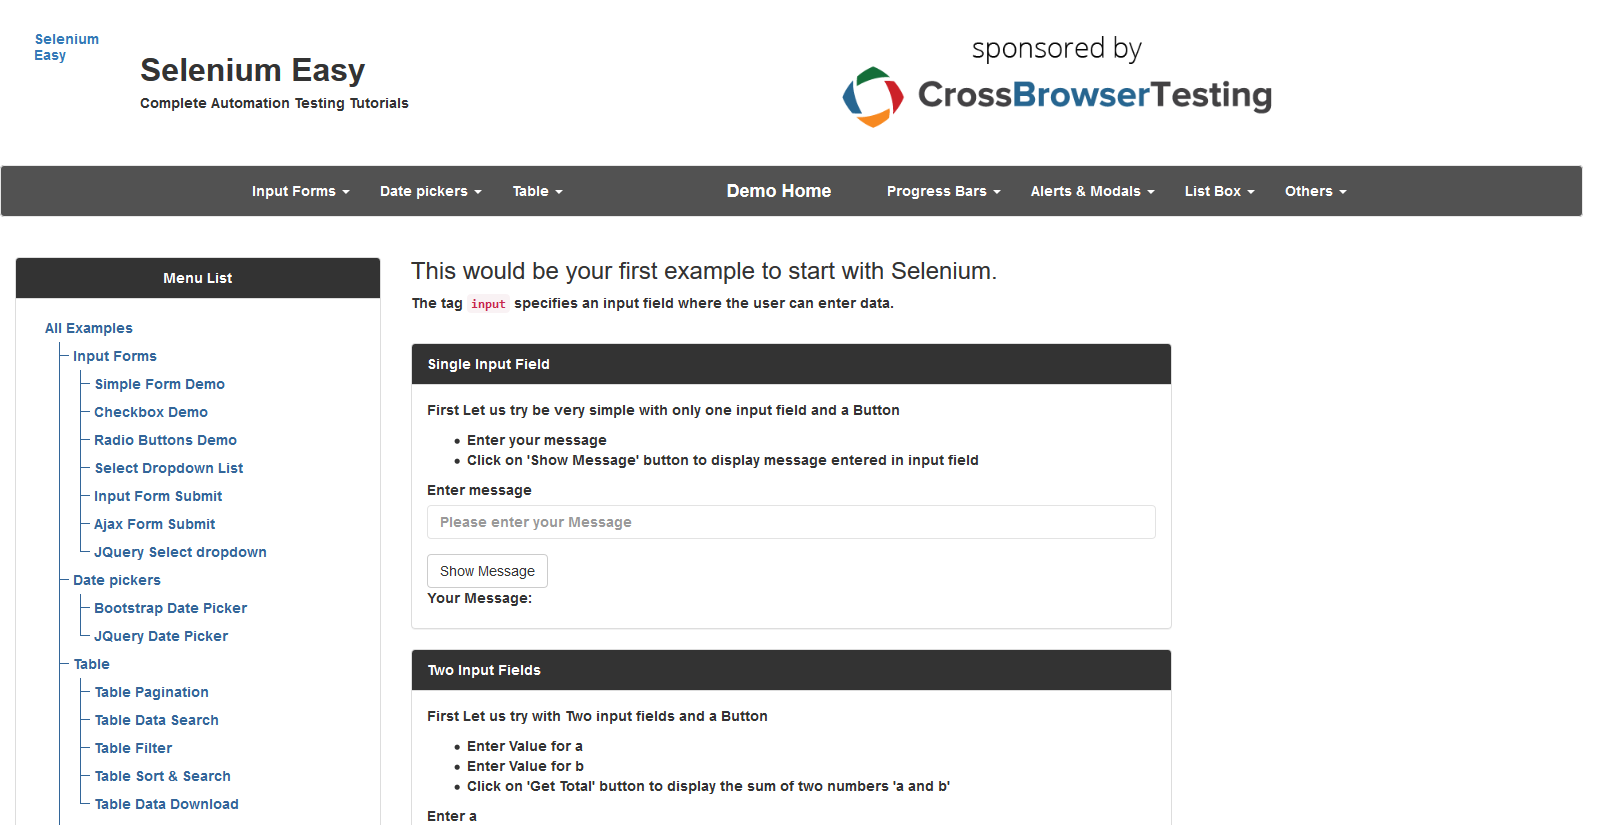 Selenium
Easy
Selenium Easy
Complete Automation Testing Tutorials
sponsored by
CrossBrowserTesting
Input Forms
Date pickers
Table
Demo Home
Progress Bars
Alerts & Modals
List Box
Others
Menu List
All Examples
Input Forms
Simple Form Demo
Checkbox Demo
Radio Buttons Demo
Select Dropdown List
Input Form Submit
Ajax Form Submit
JQuery Select dropdown
Date pickers
Bootstrap Date Picker
JQuery Date Picker
Table
Table Pagination
Table Data Search
Table Filter
Table Sort & Search
Table Data Download
This would be your first example to start with Selenium.
The tag input specifies an input field where the user can enter data.
Single Input Field
First Let us try be very simple with only one input field and a Button
• Enter your message
• Click on 'Show Message' button to display message entered in input field
Enter message
Please enter your Message
Show Message
Your Message:
Two Input Fields
First Let us try with Two input fields and a Button
• Enter Value for a
• Enter Value for b
• Click on 'Get Total' button to display the sum of two numbers 'a and b'
Enter a